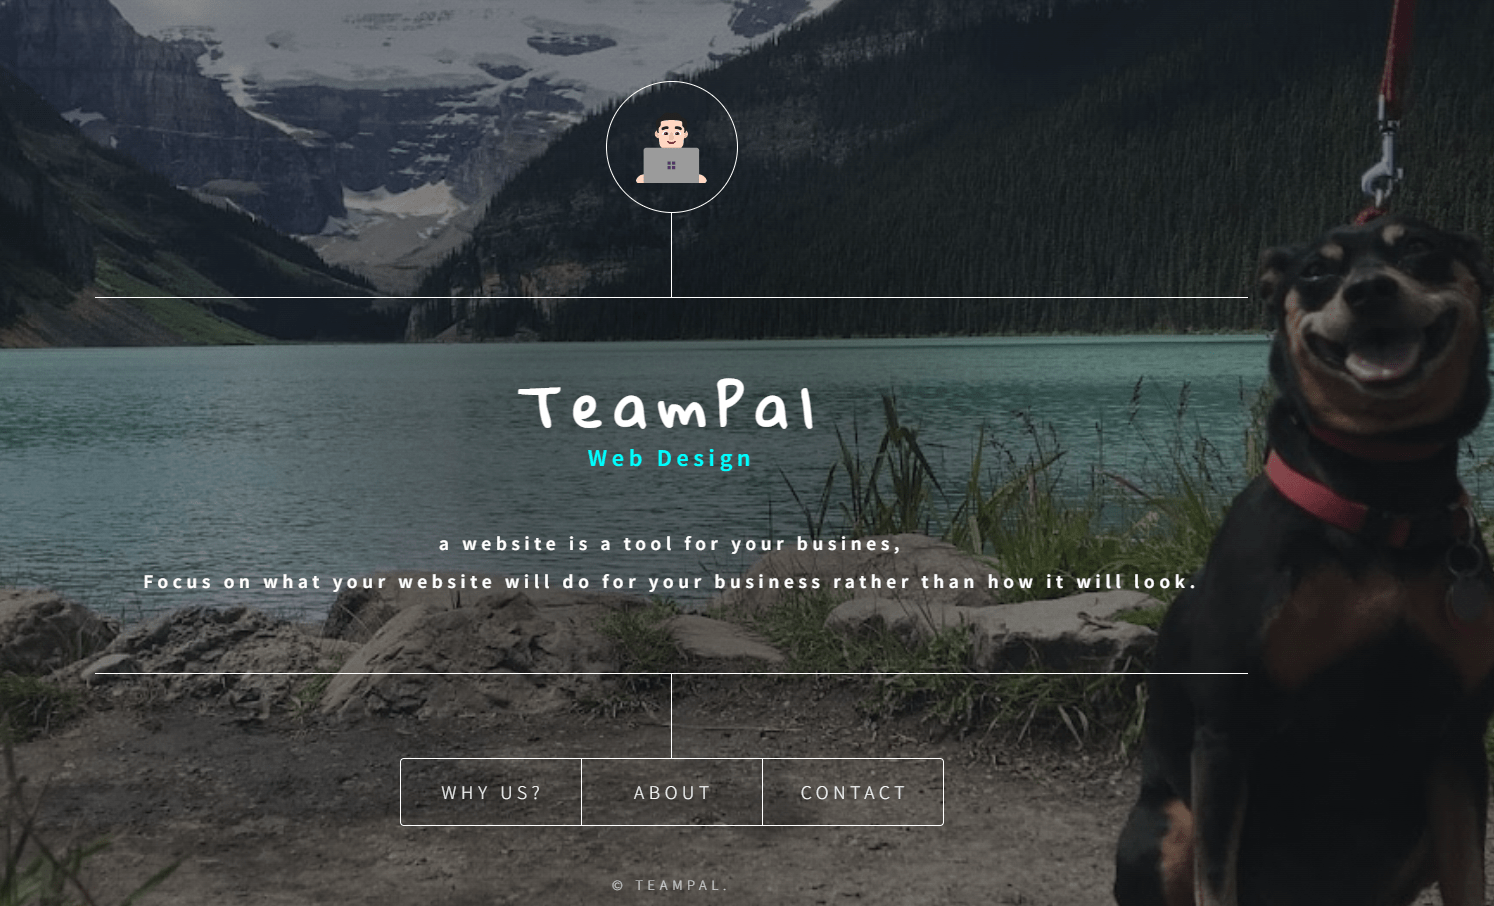 TeamPal
Web Design
a website is a tool for your busines,
Focus on what your website will do for your business rather than how it will look.
WHY US?
ABOUT
CONTACT
© TEAMPAL.